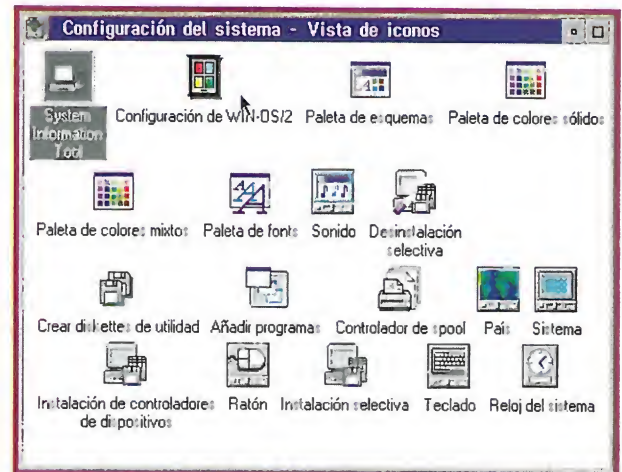 Configuración del sistema - Vista de iconos
System Information Tool
Configuración de WIN-OS/2
Paleta de esquemas
Paleta de colores sólidos
Paleta de colores mixtos
Paleta de fonts
Sonido
Desinstalación selectiva
Crear diskettes de utilidad
Añadir programas
Controlador de spool
País
Sistema
Instalación de controladores de dispositivos
Ratón
Instalación selectiva
Teclado
Reloj del sistema